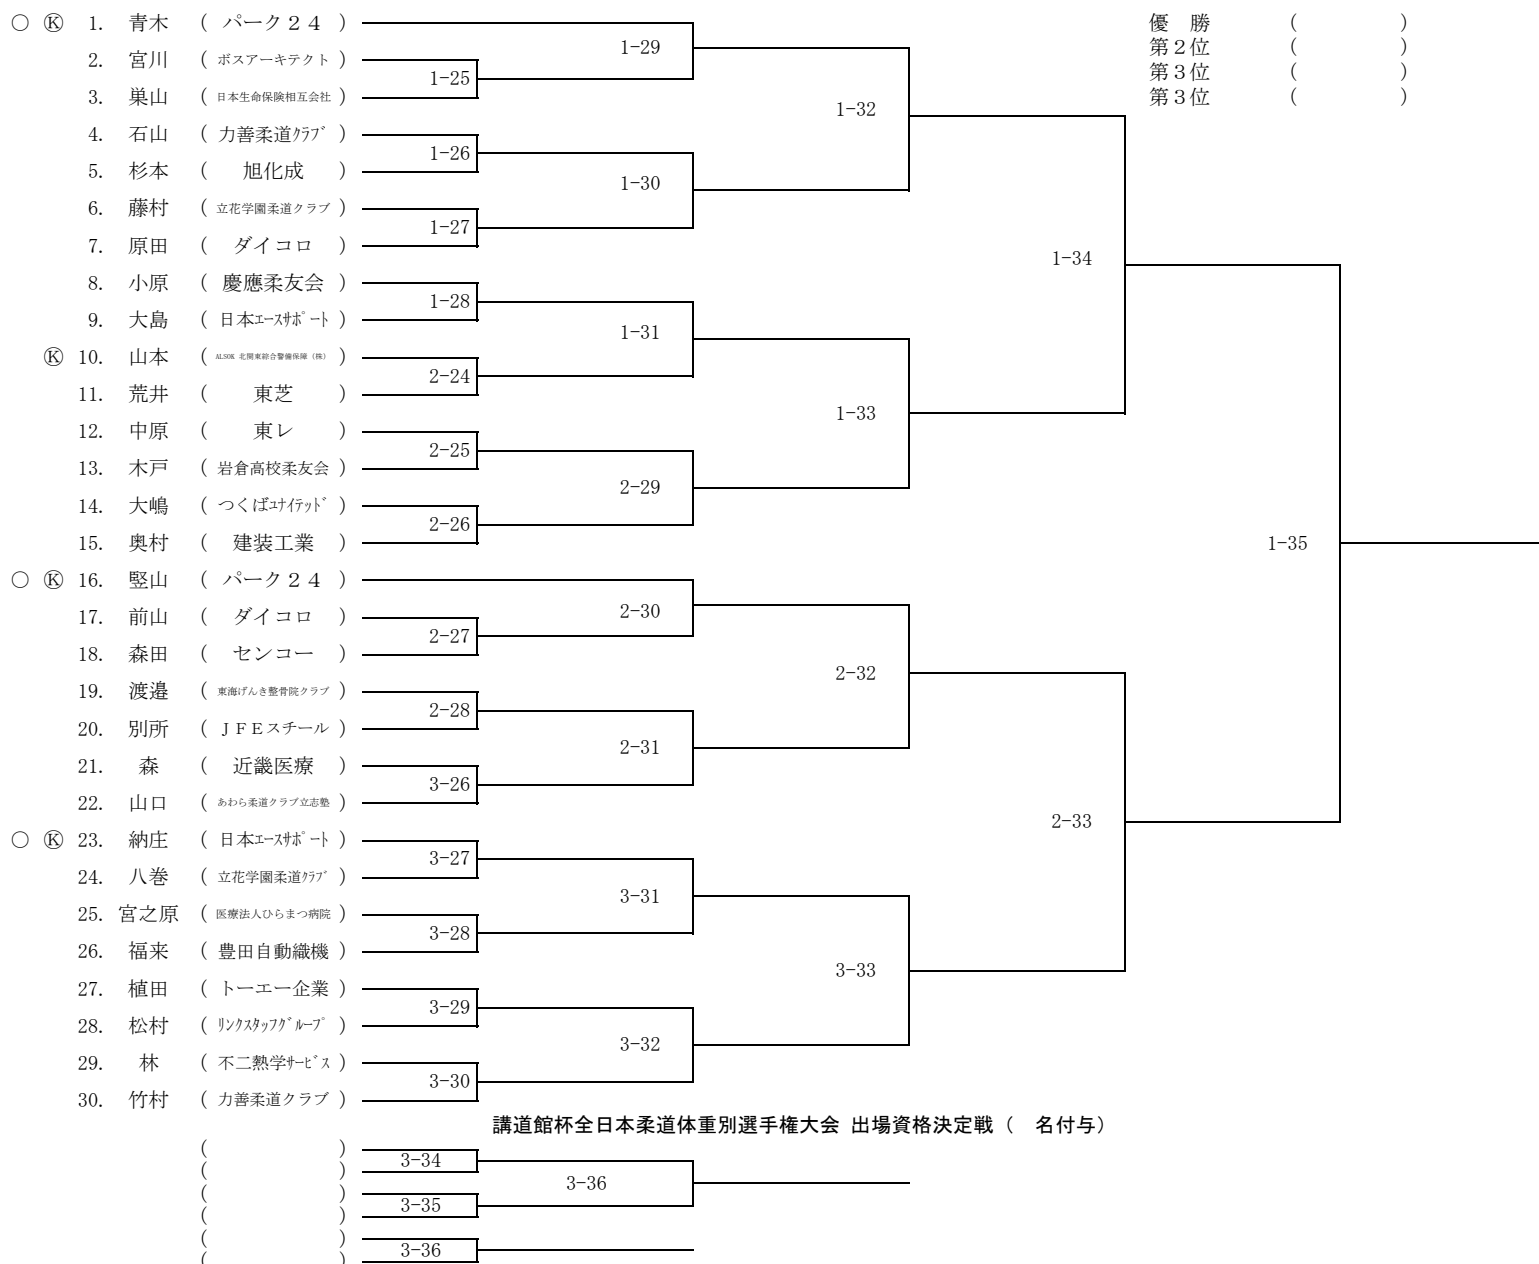 ○ Ⓚ 1. 青木 （ パーク２４ ）
2. 宮川 （ ボスアーキテクト ）
3. 巣山 （ 日本生命保険相互会社 ）
4. 石山 （ 力善柔道ｸﾗﾌﾞ ）
5. 杉本 （ 旭化成 ）
6. 藤村 （ 立花学園柔道クラブ ）
7. 原田 （ ダイコロ ）
8. 小原 （ 慶應柔友会 ）
9. 大島 （ 日本ｴｰｽｻﾎﾟｰﾄ ）
Ⓚ 10. 山本 （ ALSOK 北関東綜合警備保障（株） ）
11. 荒井 （ 東芝 ）
12. 中原 （ 東レ ）
13. 木戸 （ 岩倉高校柔友会 ）
14. 大嶋 （ つくばﾕﾅｲﾃｯﾄﾞ ）
15. 奥村 （ 建装工業 ）
○ Ⓚ 16. 竪山 （ パーク２４ ）
17. 前山 （ ダイコロ ）
18. 森田 （ センコー ）
19. 渡邉 （ 東海げんき整骨院クラブ ）
20. 別所 （ ＪＦＥスチール ）
21. 森 （ 近畿医療 ）
22. 山口 （ あわら柔道クラブ立志塾 ）
○ Ⓚ 23. 納庄 （ 日本ｴｰｽｻﾎﾟｰﾄ ）
24. 八巻 （ 立花学園柔道ｸﾗﾌﾞ ）
25. 宮之原 （ 医療法人ひらまつ病院 ）
26. 福来 （ 豊田自動織機 ）
27. 植田 （ トーエー企業 ）
28. 松村 （ ﾘﾝｸｽﾀｯﾌｸﾞﾙｰﾌﾟ ）
29. 林 （ 不二熱学ｻｰﾋﾞｽ ）
30. 竹村 （ 力善柔道クラブ ）
1-25
1-26
1-27
1-28
2-24
2-25
2-26
2-27
2-28
3-26
3-27
3-28
3-29
3-30
1-29
1-30
1-31
2-29
2-30
2-31
3-31
3-32
1-32
1-33
2-32
3-33
1-34
2-33
1-35
優　勝 （　　　）
第２位 （　　　）
第３位 （　　　）
第３位 （　　　）
講道館杯全日本柔道体重別選手権大会 出場資格決定戦（　名付与）
（　　　）
（　　　）
（　　　）
（　　　）
（　　　）
（　　　）
3-34
3-35
3-36
3-36